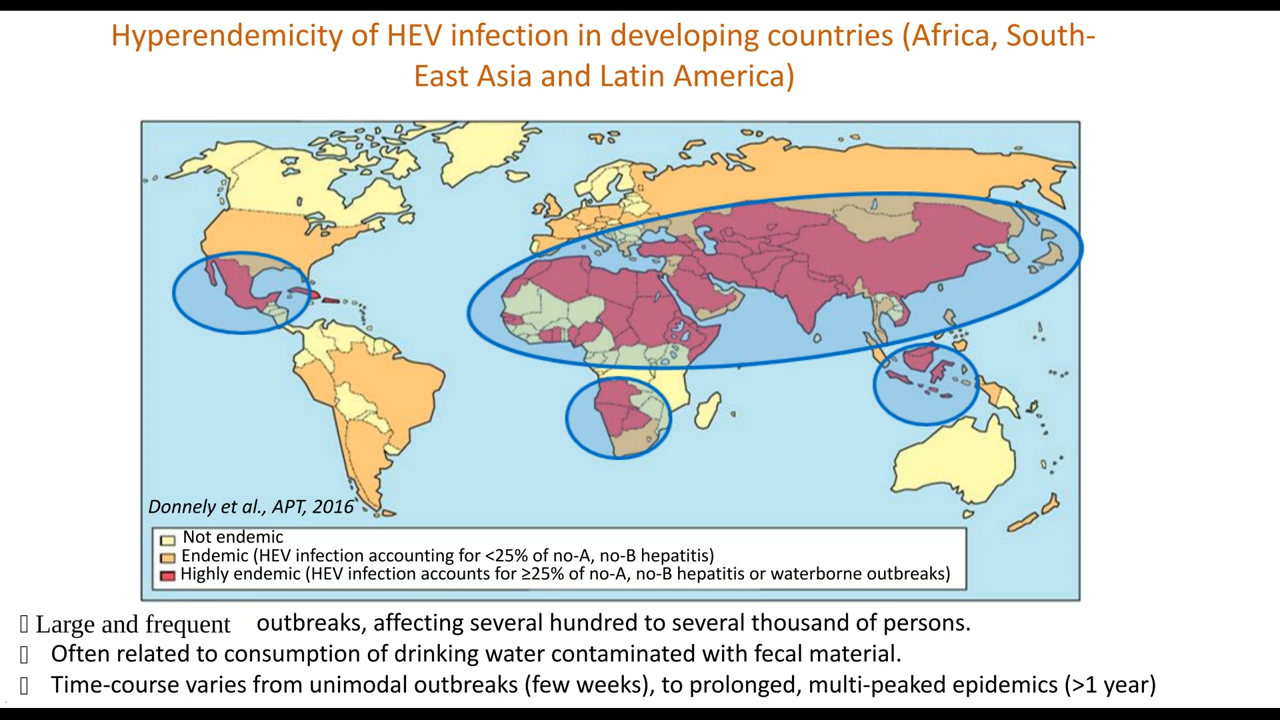 Hyperendemicity of HEV infection in developing countries (Africa, South-
East Asia and Latin America)
Donnely et al., APT, 2016
Not endemic
Endemic (HEV infection accounting for <25% of no-A, no-B hepatitis)
Highly endemic (HEV infection accounts for ≥25% of no-A, no-B hepatitis or waterborne outbreaks)
Large and frequent outbreaks, affecting several hundred to several thousand of persons.
Often related to consumption of drinking water contaminated with fecal material.
Time-course varies from unimodal outbreaks (few weeks), to prolonged, multi-peaked epidemics (>1 year)